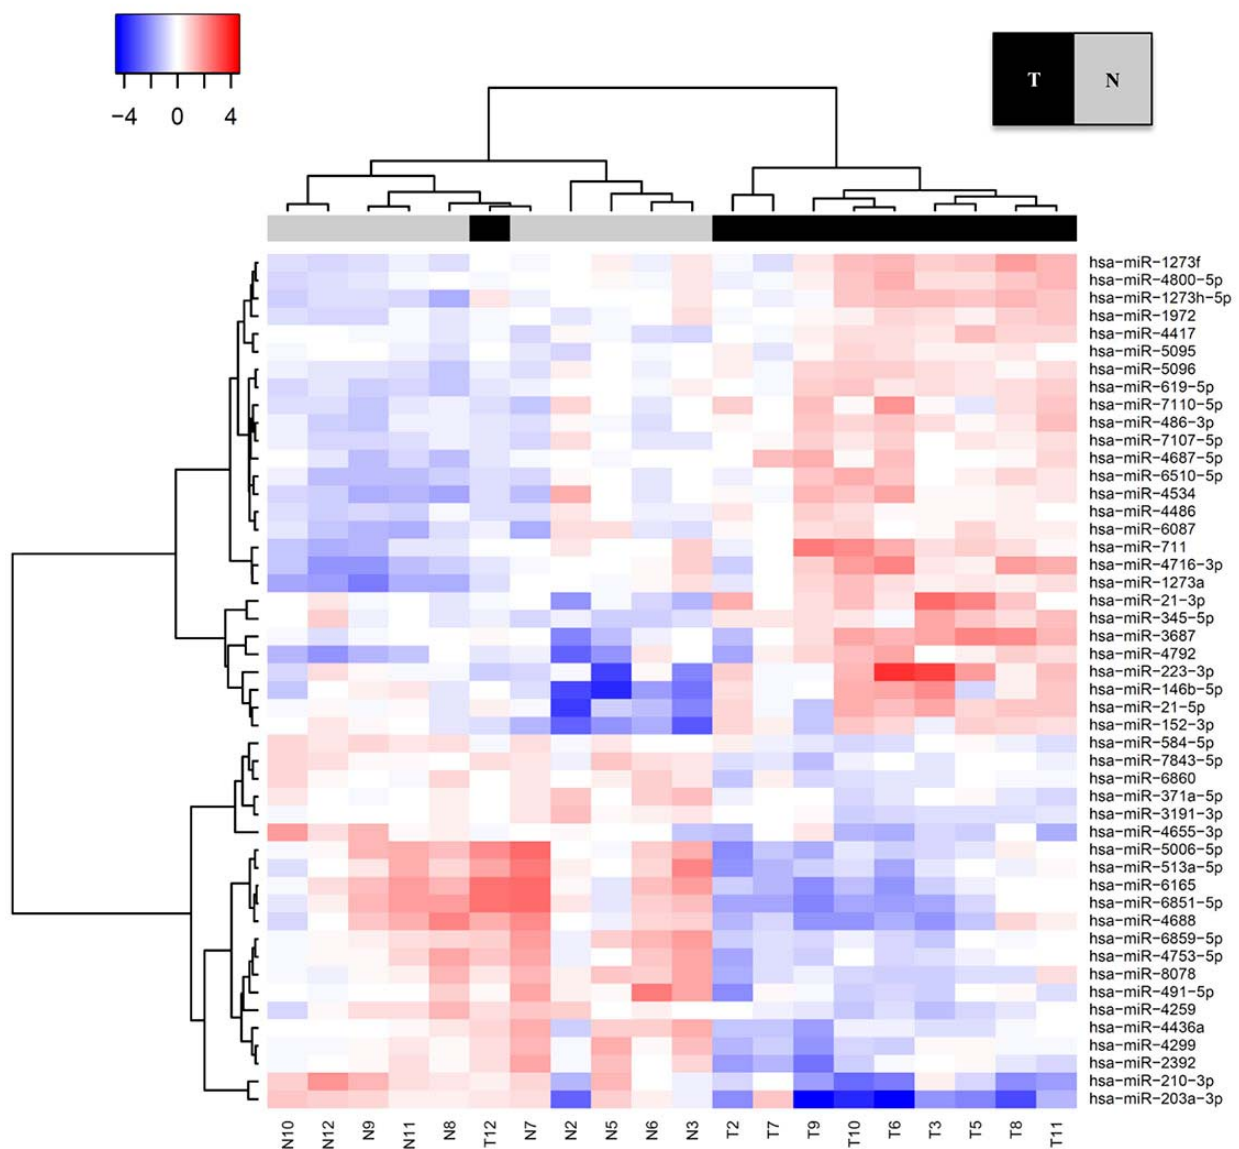 −4 0 4
T N
hsa−miR−1273f
hsa−miR−4800−5p
hsa−miR−1273h−5p
hsa−miR−1972
hsa−miR−4417
hsa−miR−5095
hsa−miR−5096
hsa−miR−619−5p
hsa−miR−7110−5p
hsa−miR−486−3p
hsa−miR−7107−5p
hsa−miR−4687−5p
hsa−miR−6510−5p
hsa−miR−4534
hsa−miR−4486
hsa−miR−6087
hsa−miR−711
hsa−miR−4716−3p
hsa−miR−1273a
hsa−miR−21−3p
hsa−miR−345−5p
hsa−miR−3687
hsa−miR−4792
hsa−miR−223−3p
hsa−miR−146b−5p
hsa−miR−21−5p
hsa−miR−152−3p
hsa−miR−584−5p
hsa−miR−7843−5p
hsa−miR−6860
hsa−miR−371a−5p
hsa−miR−3191−3p
hsa−miR−4655−3p
hsa−miR−5006−5p
hsa−miR−513a−5p
hsa−miR−6165
hsa−miR−6851−5p
hsa−miR−4688
hsa−miR−6859−5p
hsa−miR−4753−5p
hsa−miR−8078
hsa−miR−491−5p
hsa−miR−4259
hsa−miR−4436a
hsa−miR−4299
hsa−miR−2392
hsa−miR−210−3p
hsa−miR−203a−3p
N10 N12 N9 N11 N8 T12 N7 N2 N5 N6 N3 T2 T7 T9 T10 T6 T3 T5 T8 T11